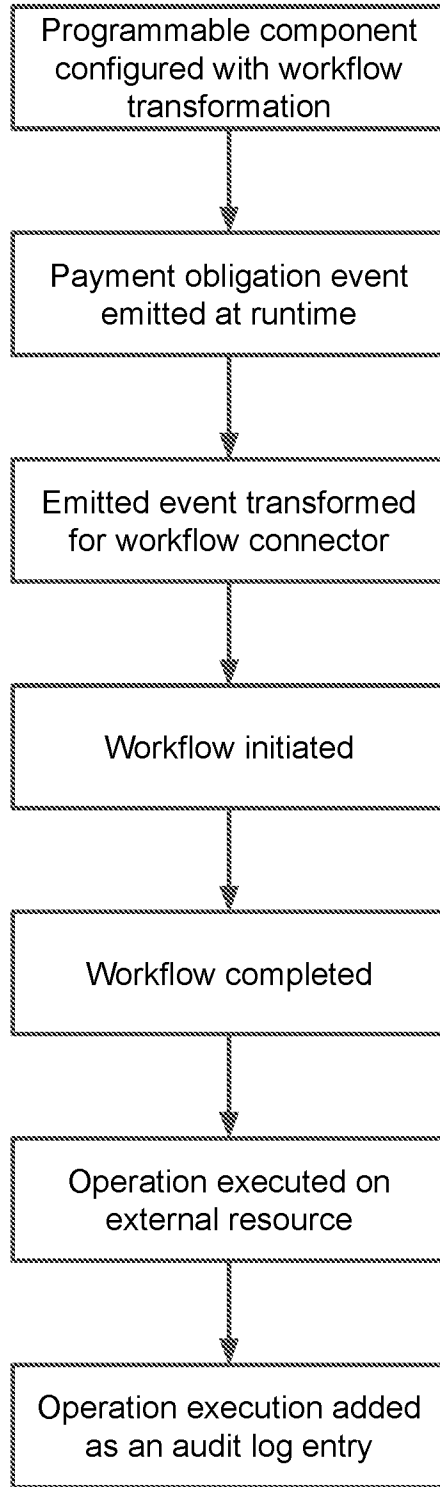 Programmable component
configured with workflow
transformation
Payment obligation event
emitted at runtime
Emitted event transformed
for workflow connector
Workflow initiated
Workflow completed
Operation executed on
external resource
Operation execution added
as an audit log entry